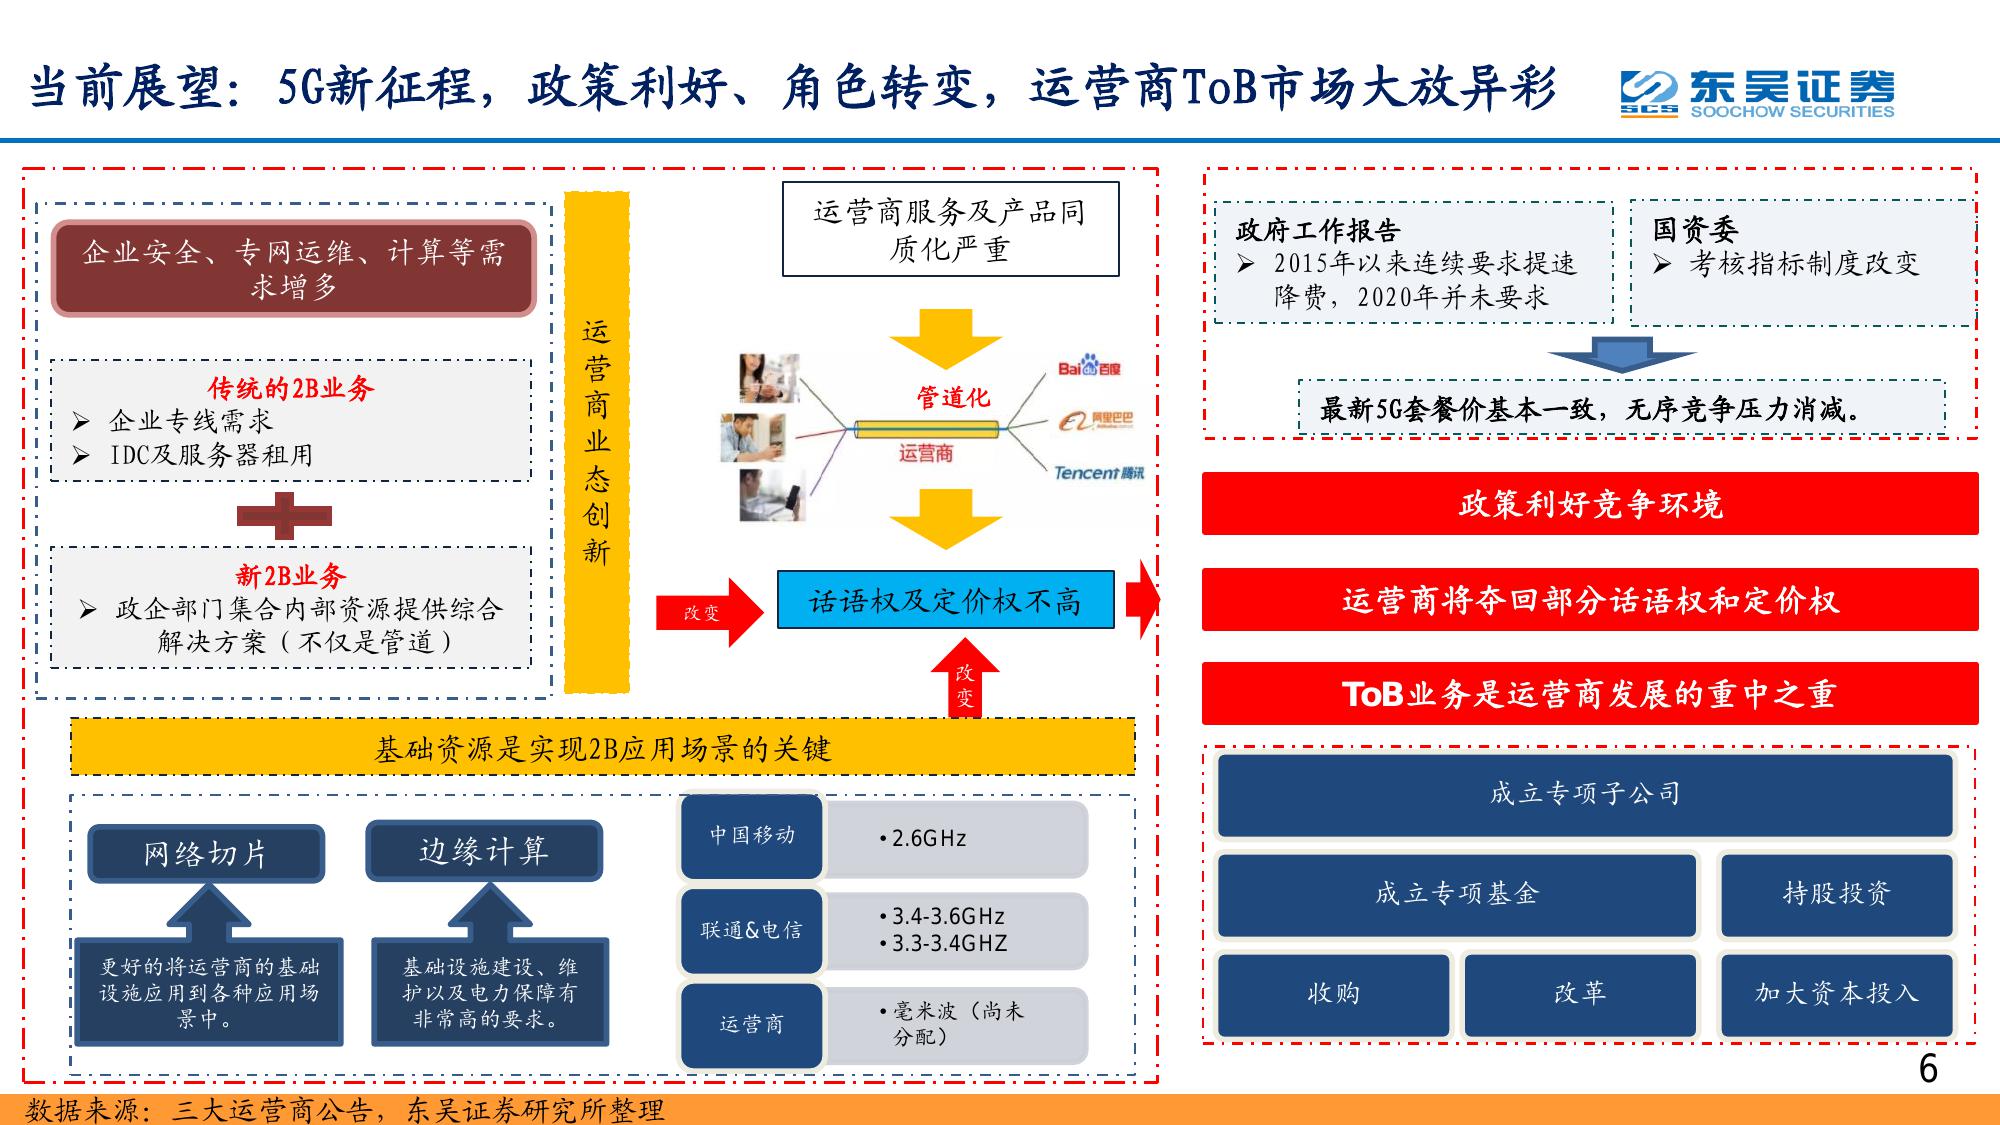 当前展望：5G新征程，政策利好、角色转变，运营商ToB市场大放异彩
SCS
东吴证券
SOOCHOW SECURITIES
企业安全、专网运维、计算等需
求增多
传统的2B业务
➢ 企业专线需求
➢ IDC及服务器租用
新2B业务
➢ 政企部门集合内部资源提供综合
解决方案（不仅是管道）
运
营
商
业
态
创
新
运营商服务及产品同
质化严重
管道化
运营商
Bai百度
阿里巴巴
Tencent腾讯
改变
话语权及定价权不高
改
变
基础资源是实现2B应用场景的关键
网络切片
更好的将运营商的基础
设施应用到各种应用场
景中。
边缘计算
基础设施建设、维
护以及电力保障有
非常高的要求。
中国移动
• 2.6GHz
联通&电信
• 3.4-3.6GHz
• 3.3-3.4GHZ
运营商
• 毫米波（尚未
分配）
政府工作报告
➢ 2015年以来连续要求提速
降费，2020年并未要求
国资委
➢ 考核指标制度改变
最新5G套餐价基本一致，无序竞争压力消减。
政策利好竞争环境
运营商将夺回部分话语权和定价权
ToB业务是运营商发展的重中之重
成立专项子公司
成立专项基金
持股投资
收购
改革
加大资本投入
6
数据来源：三大运营商公告，东吴证券研究所整理